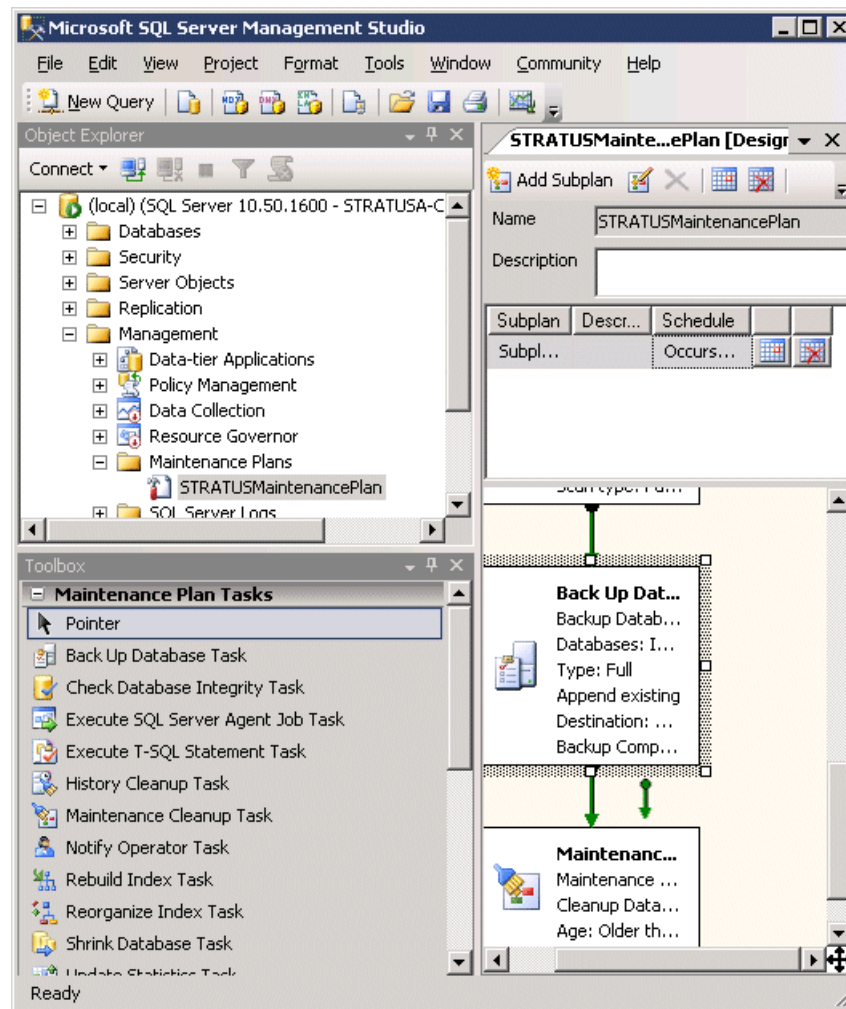 Microsoft SQL Server Management Studio
File Edit View Project Format Tools Window Community Help
New Query
Object Explorer
Connect
(local) (SQL Server 10.50.1600 - STRATUSA-C
Databases
Security
Server Objects
Replication
Management
Data-tier Applications
Policy Management
Data Collection
Resource Governor
Maintenance Plans
STRATUSMaintenancePlan
SQL Server Logs
Toolbox
Maintenance Plan Tasks
Pointer
Back Up Database Task
Check Database Integrity Task
Execute SQL Server Agent Job Task
Execute T-SQL Statement Task
History Cleanup Task
Maintenance Cleanup Task
Notify Operator Task
Rebuild Index Task
Reorganize Index Task
Shrink Database Task
Update Statistics Task
STRATUSMainte...ePlan [Design
Add Subplan
Name STRATUSMaintenancePlan
Description
Subplan Descr... Schedule
Subpl... Occurs...
Scan type: Fu...
Back Up Dat...
Backup Datab...
Databases: I...
Type: Full
Append existing
Destination: ...
Backup Comp...
Maintenanc...
Maintenance ...
Cleanup Data...
Age: Older th...
Ready